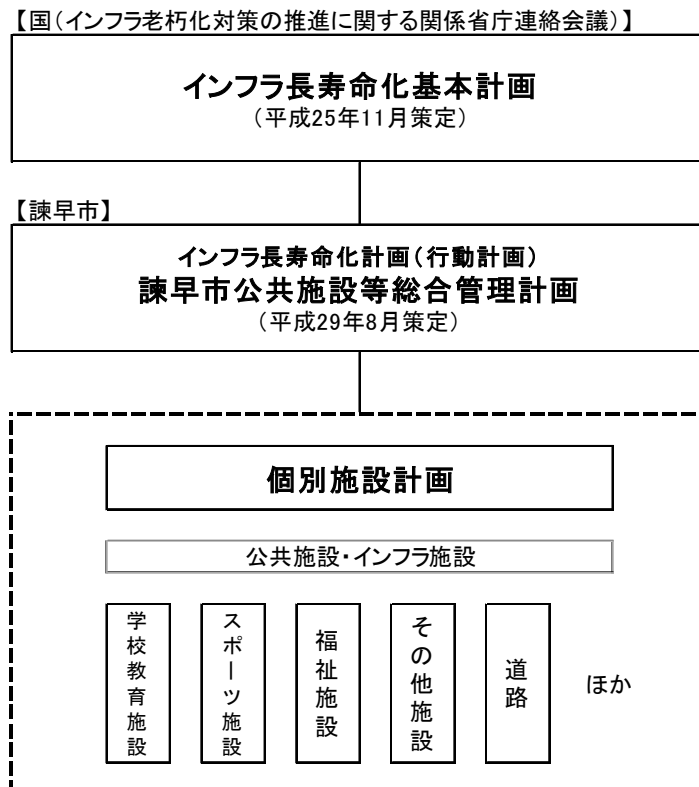 【国(インフラ老朽化対策の推進に関する関係省庁連絡会議)】
インフラ長寿命化基本計画
(平成25年11月策定)
【諫早市】
インフラ長寿命化計画(行動計画)
諫早市公共施設等総合管理計画
(平成29年8月策定)
個別施設計画
公共施設・インフラ施設
学校教育施設
スポーツ施設
福祉施設
その他施設
道路
ほか